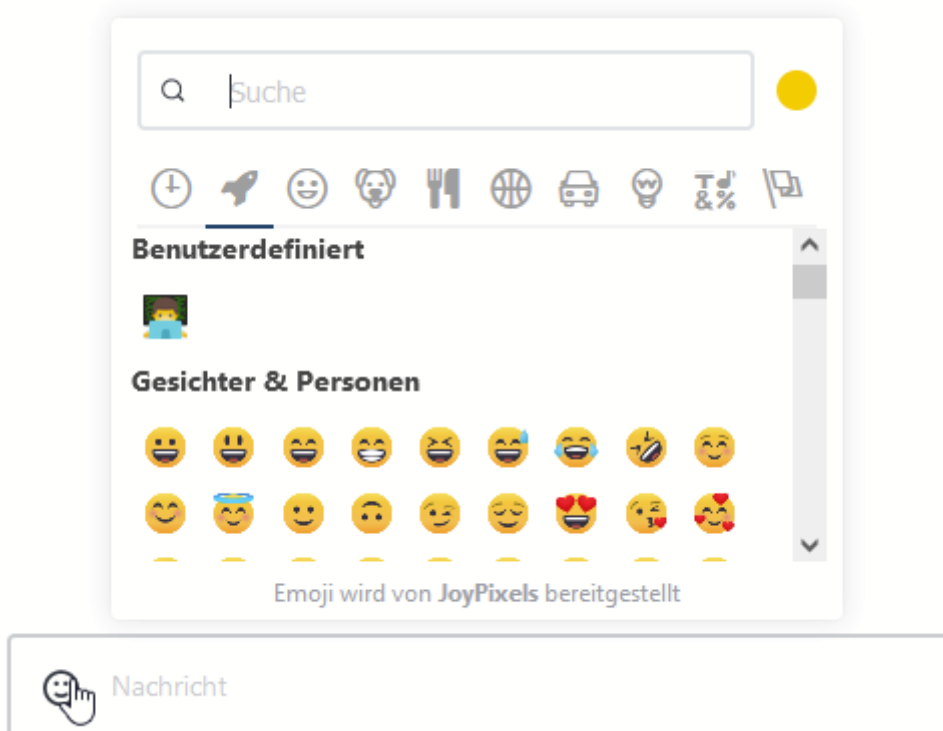 Suche
Benutzerdefiniert
Gesichter & Personen
Emoji wird von JoyPixels bereitgestellt
Nachricht